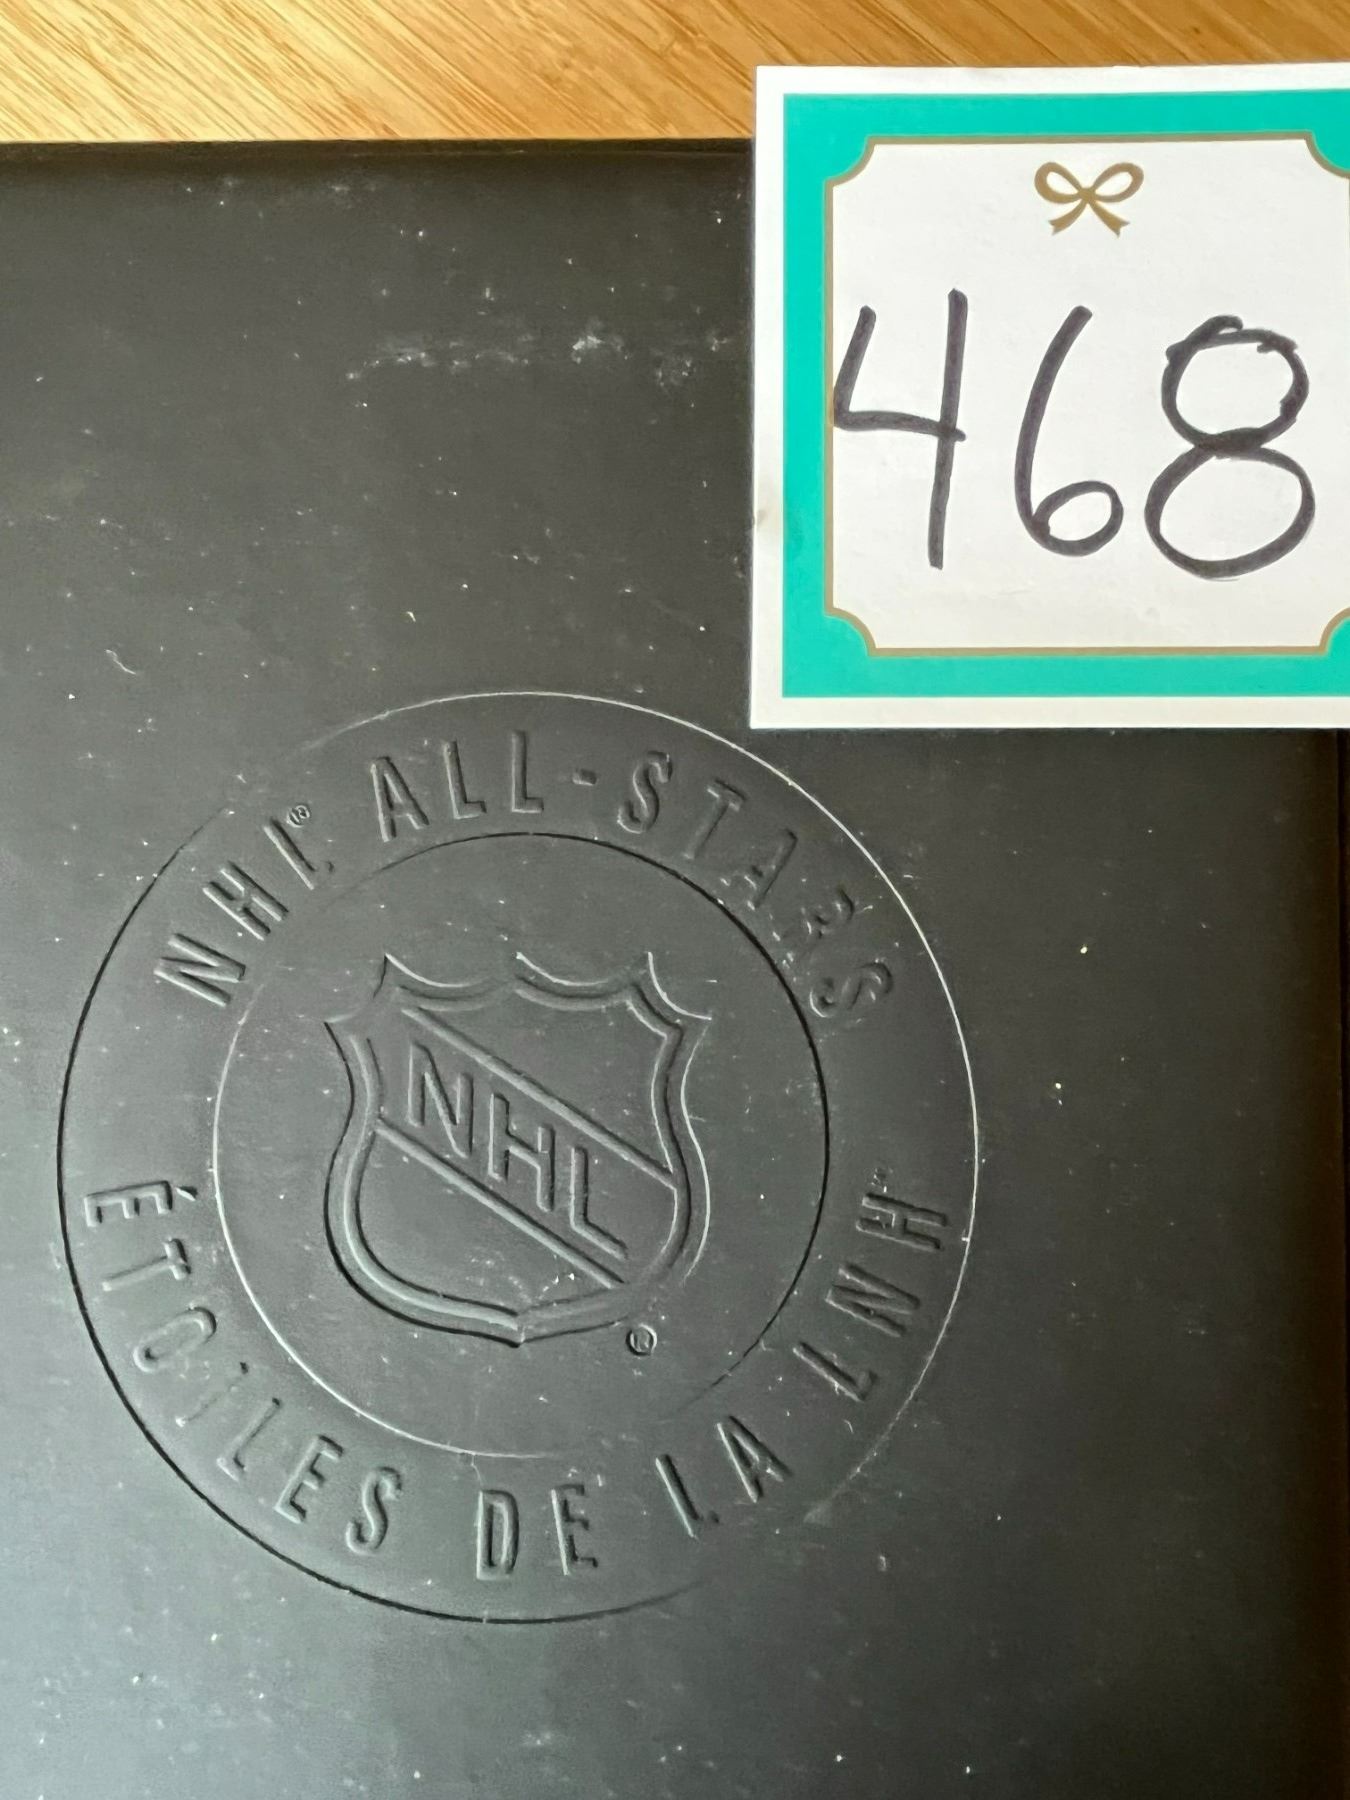 468
NHL® ALL-STARS
NHL®
ÉTOILES DE LA LNH